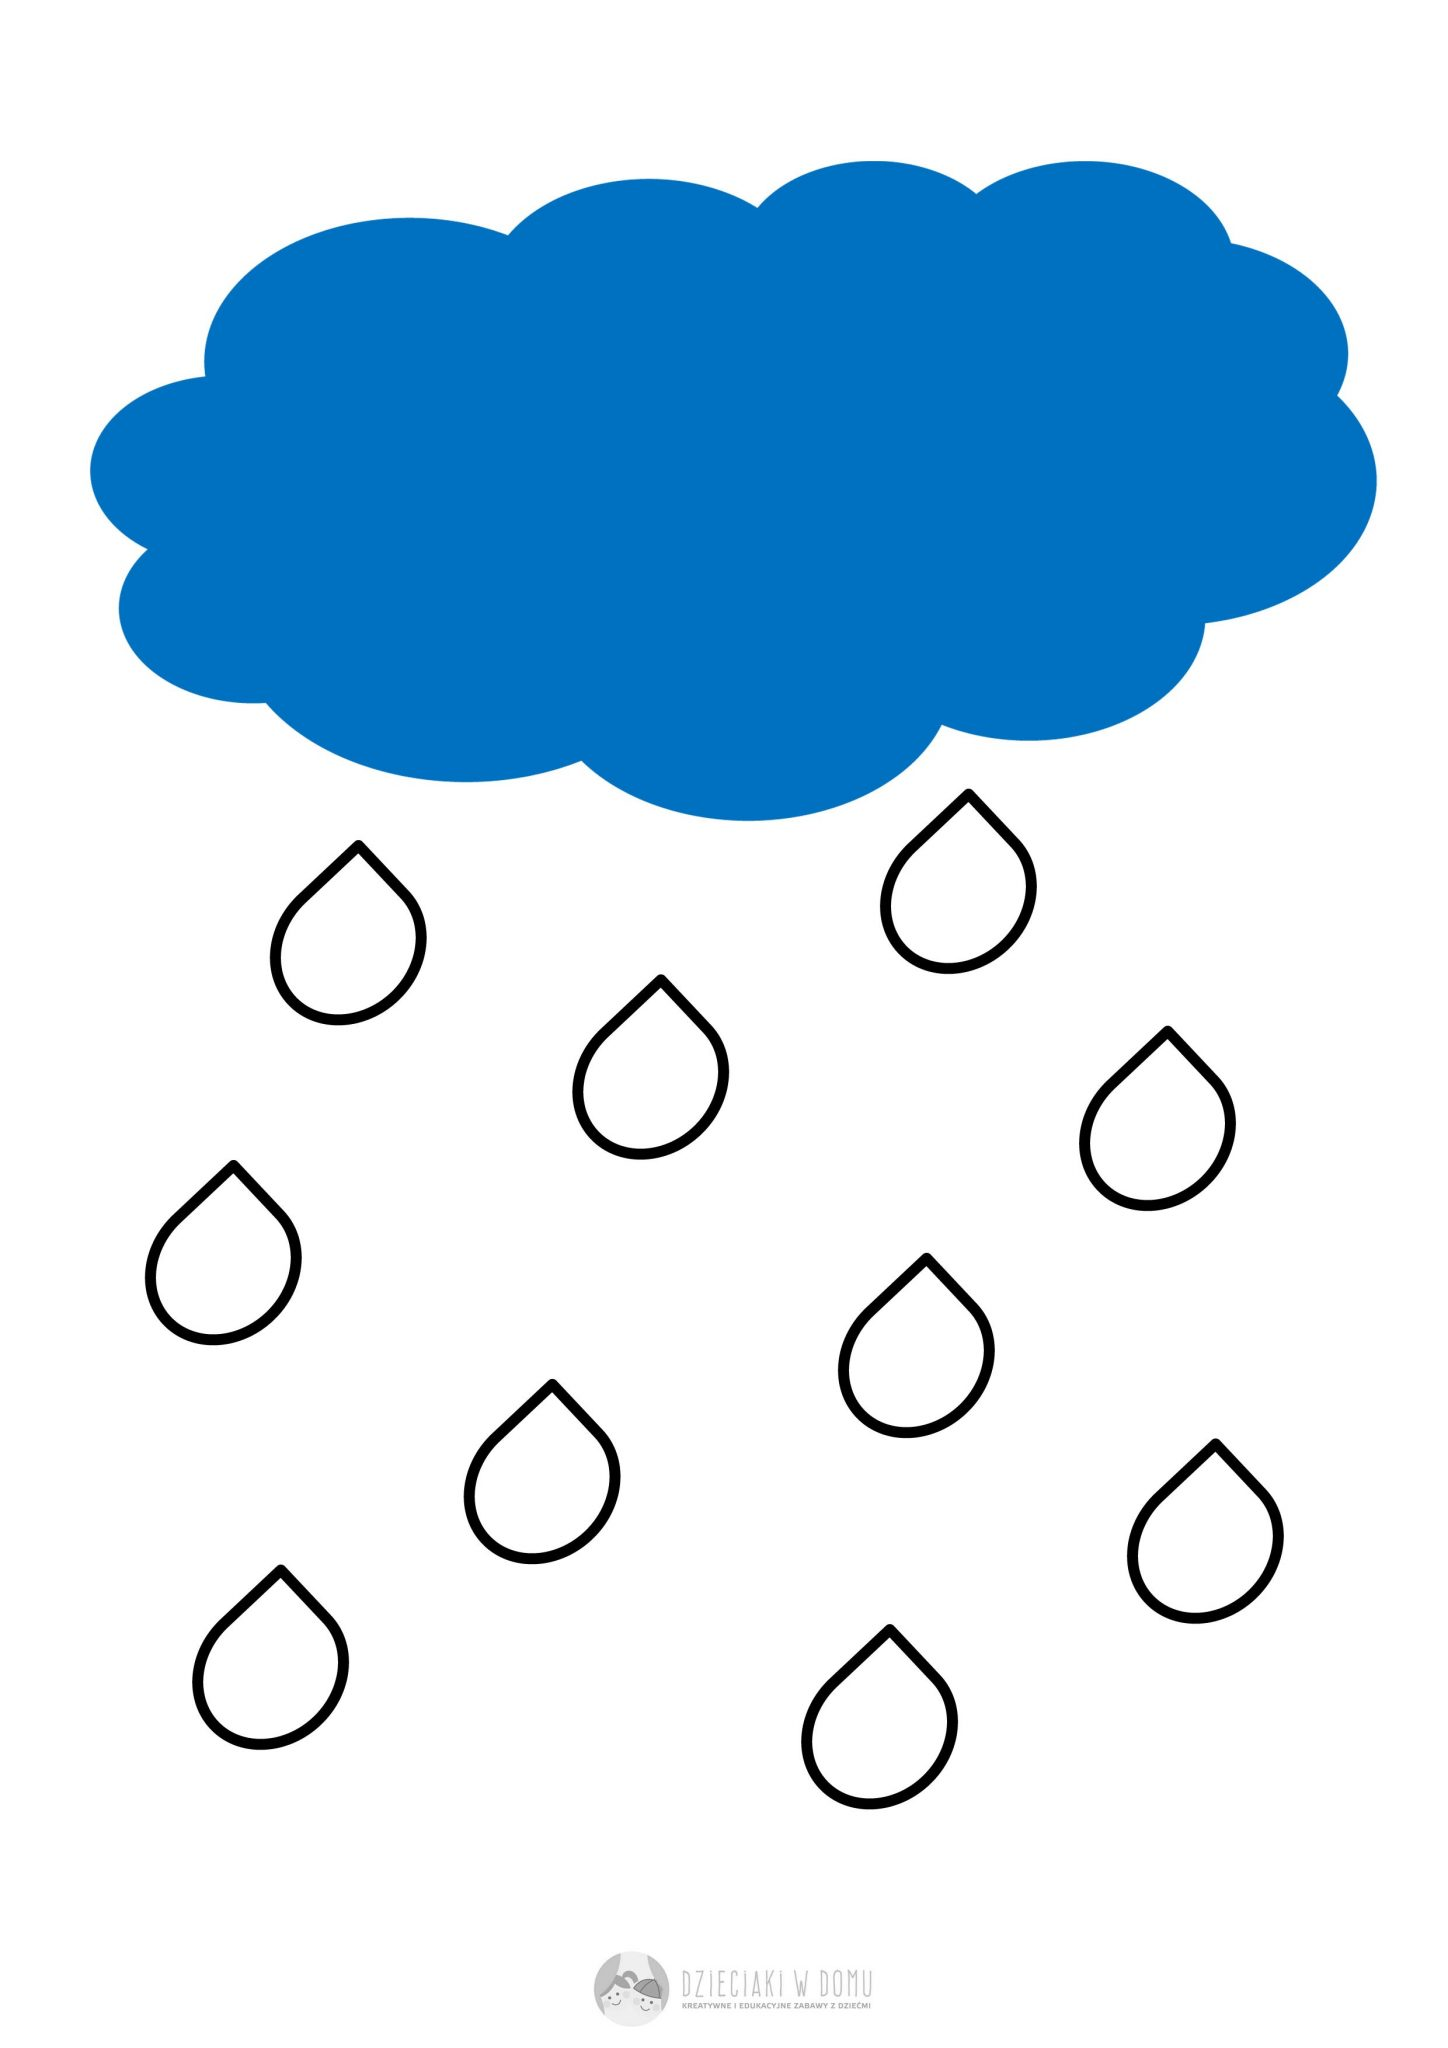 DZIECIAKI W DOMU
KREATYWNE I EDUKACYJNE ZABAWY Z DZIEĆMI